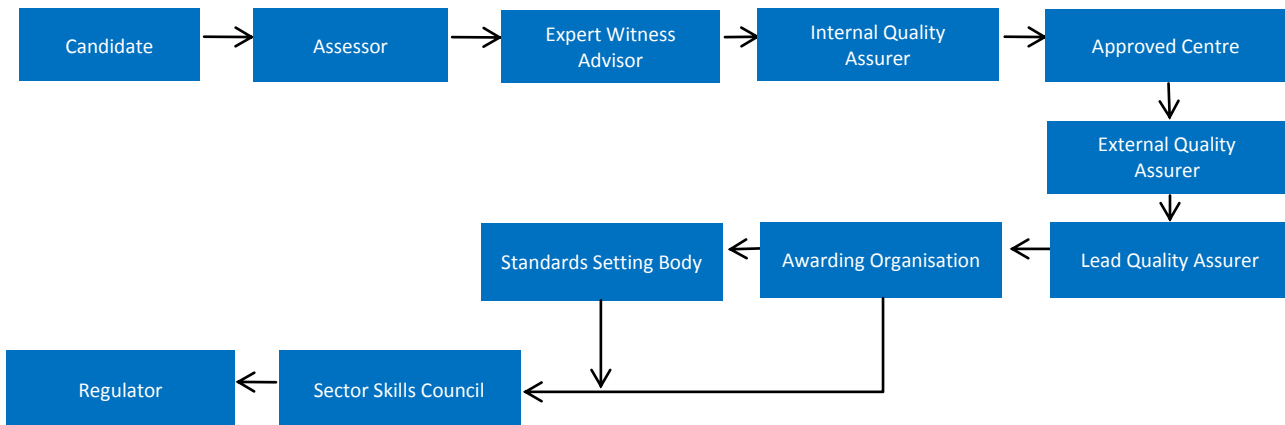 Candidate
Assessor
Expert Witness
Advisor
Internal Quality
Assurer
Approved Centre
External Quality
Assurer
Lead Quality Assurer
Awarding Organisation
Standards Setting Body
Sector Skills Council
Regulator